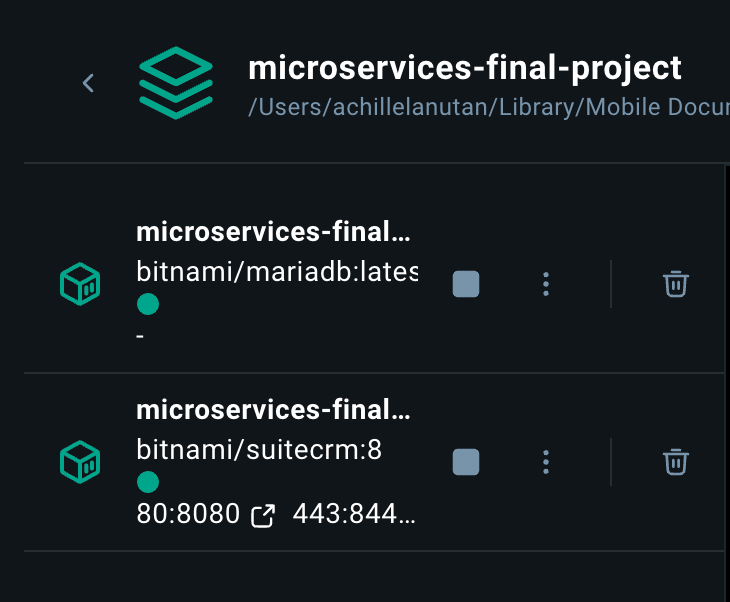 microservices-final-project
/Users/achillelanutan/Library/Mobile Docu
microservices-final...
bitnami/mariadb:lates
-
microservices-final...
bitnami/suitecrm:8
80:8080 443:844...